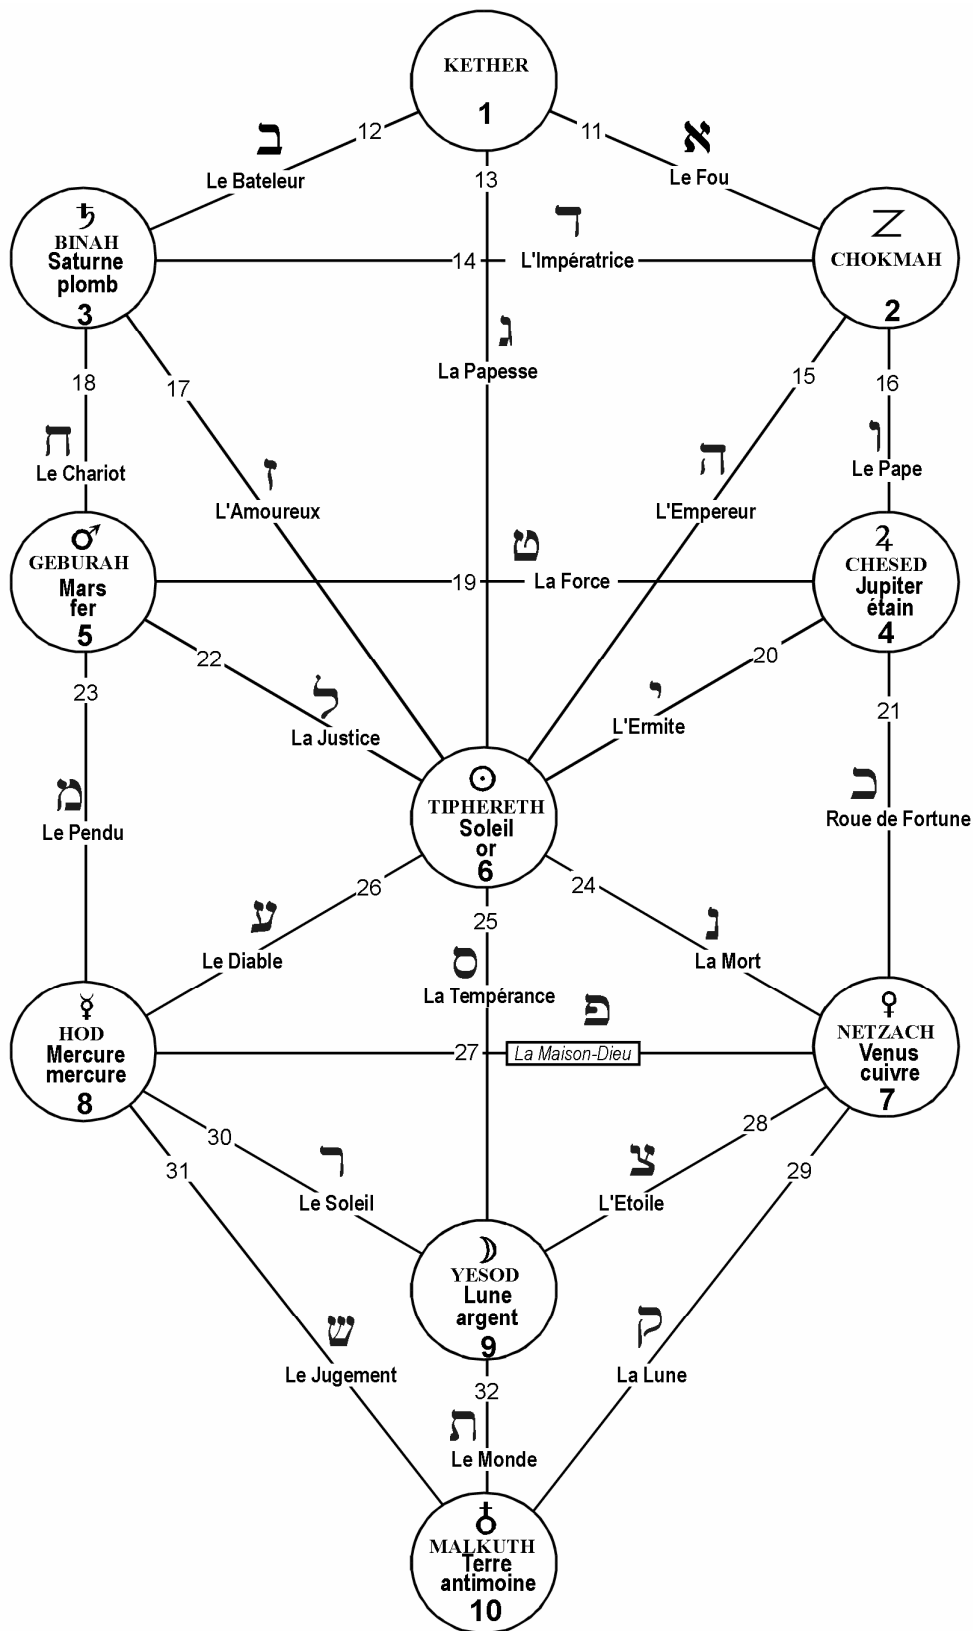 KETHER
1
12
11
ב
א
Le Bateleur
Le Fou
13
♄
BINAH
Saturne
plomb
3
ד
14
L'Impératrice
CHOKMAH
2
ג
La Papesse
18
17
15
16
ח
Le Chariot
ז
L'Amoureux
ה
L'Empereur
ו
Le Pape
♂
GEBURAH
Mars
fer
5
ט
19
La Force
♃
CHESED
Jupiter
étain
4
22
20
23
21
ל
La Justice
י
L'Ermite
מ
Le Pendu
כ
Roue de Fortune
☉
TIPHERETH
Soleil
or
6
26
24
25
ע
Le Diable
ס
La Tempérance
נ
La Mort
☿
HOD
Mercure
mercure
8
פ
27
La Maison-Dieu
♀
NETZACH
Venus
cuivre
7
30
28
31
29
ר
Le Soleil
צ
L'Etoile
☽
YESOD
Lune
argent
9
ש
Le Jugement
ק
La Lune
32
ת
Le Monde
♁
MALKUTH
Terre
antimoine
10